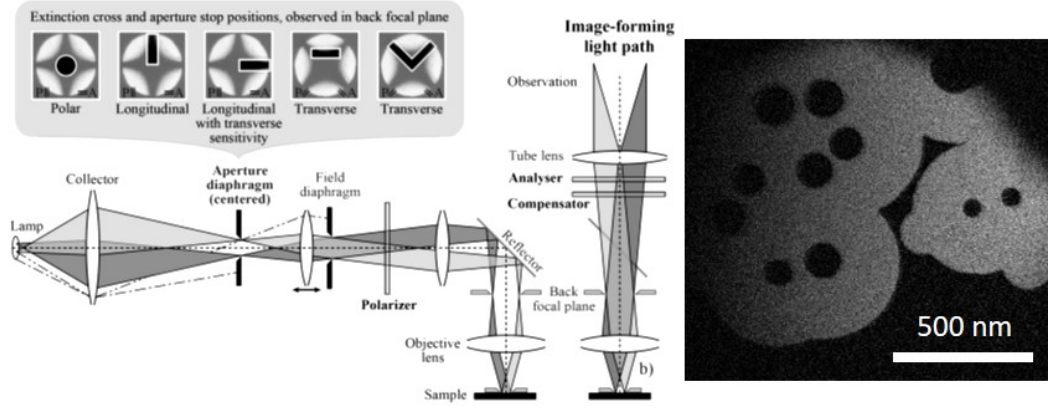 Extinction cross and aperture stop positions, observed in back focal plane
Polar
Longitudinal
Longitudinal
with transverse
sensitivity
Transverse
Transverse
Image-forming
light path
Observation
Tube lens
Analyser
Compensator
Collector
Aperture
diaphragm
(centered)
Field
diaphragm
Lamp
Reflector
Polarizer
Back
focal plane
Objective
lens
b)
Sample
500 nm